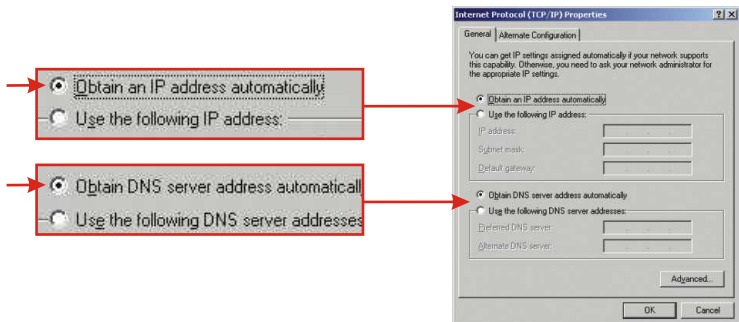 Obtain an IP address automatically
Use the following IP address:
Obtain DNS server address automaticall
Use the following DNS server addresses
Internet Protocol (TCP/IP) Properties
? X
General
Alternate Configuration
You can get IP settings assigned automatically if your network supports
this capability. Otherwise, you need to ask your network administrator for
the appropriate IP settings.
Obtain an IP address automatically
Use the following IP address:
IP address:
Subnet mask:
Default gateway:
Obtain DNS server address automatically
Use the following DNS server addresses:
Preferred DNS server:
Alternate DNS server:
Advanced...
OK
Cancel